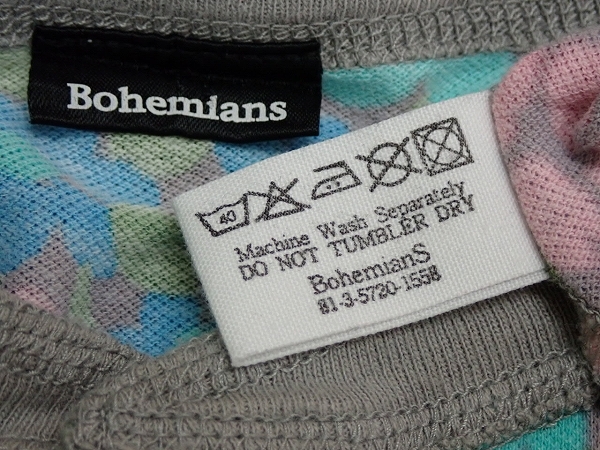 Bohemians
40
Machine Wash Separately
DO NOT TUMBLER DRY
BohemianS
81-3-5720-1558